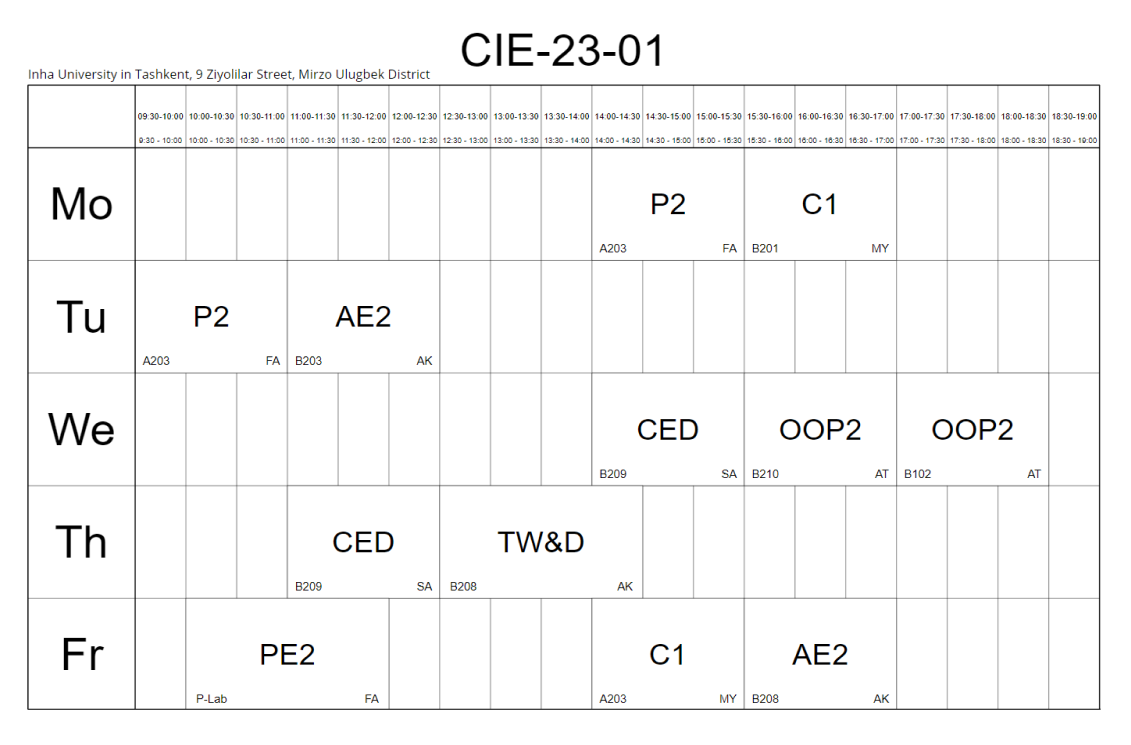 CIE-23-01
Inha University in Tashkent, 9 Ziyolilar Street, Mirzo Ulugbek District
09.30-10:00 10:00-10:30 10:30-11:00 11:00-11:30 11:30-12:00 12:00-12:30 12:30-13:00 13:00-13:30 13:30-14:00 14:00-14:30 14:30-15:00 15:00-15:30 15:30-16:00 16:00-16:30 16:30-17:00 17:00-17:30 17:30-18:00 18:00-18:30 18:30-19:00
9:30 - 10:00 10:00 - 10:30 10:30 - 11:00 11:00 - 11:30 11:30 - 12:00 12:00 - 12:30 12:30 - 13:00 13:00 - 13:30 13:30 - 14:00 14:00 - 14:30 14:30 - 15:00 15:00 - 15:30 15:30 - 16:00 16:00 - 16:30 16:30 - 17:00 17:00 - 17:30 17:30 - 18:00 18:00 - 18:30 18:30 - 19:00
Mo P2 C1
A203 FA B201 MY
Tu P2 AE2
A203 FA B203 AK
We CED OOP2 OOP2
B209 SA B210 AT B102 AT
Th CED TW&D
B209 SA B208 AK
Fr PE2 C1 AE2
P-Lab FA A203 MY B208 AK